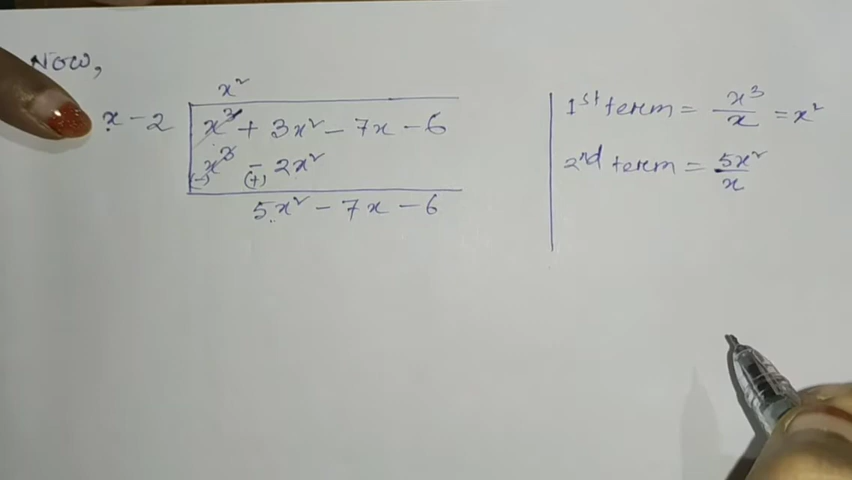 Now,
x²
x - 2 x³ + 3x² - 7x - 6
x³ - 2x²
(-) (+)
5x² - 7x - 6
1st term = x³/x = x²
2nd term = 5x²/x